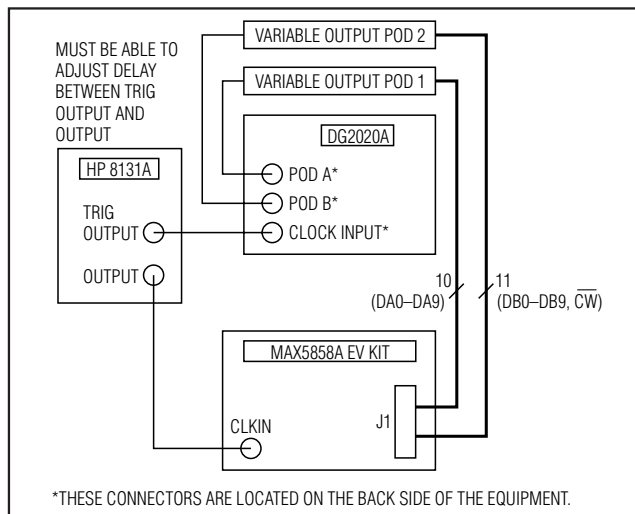 VARIABLE OUTPUT POD 2
MUST BE ABLE TO
ADJUST DELAY
BETWEEN TRIG
OUTPUT AND
OUTPUT
VARIABLE OUTPUT POD 1
DG2020A
HP 8131A
POD A*
POD B*
CLOCK INPUT*
TRIG
OUTPUT
OUTPUT
10
(DA0–DA9)
11
(DB0–DB9, C̅W̅)
MAX5858A EV KIT
J1
CLKIN
*THESE CONNECTORS ARE LOCATED ON THE BACK SIDE OF THE EQUIPMENT.